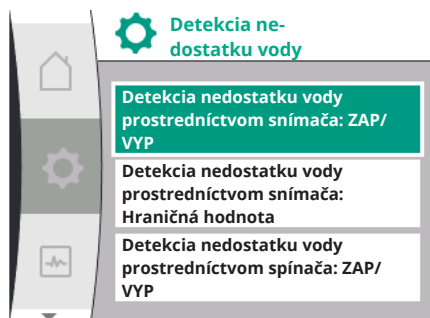 Detekcia ne-
dostatku vody
Detekcia nedostatku vody
prostredníctvom snímača: ZAP/
VYP
Detekcia nedostatku vody
prostredníctvom snímača:
Hraničná hodnota
Detekcia nedostatku vody
prostredníctvom spínača: ZAP/
VYP